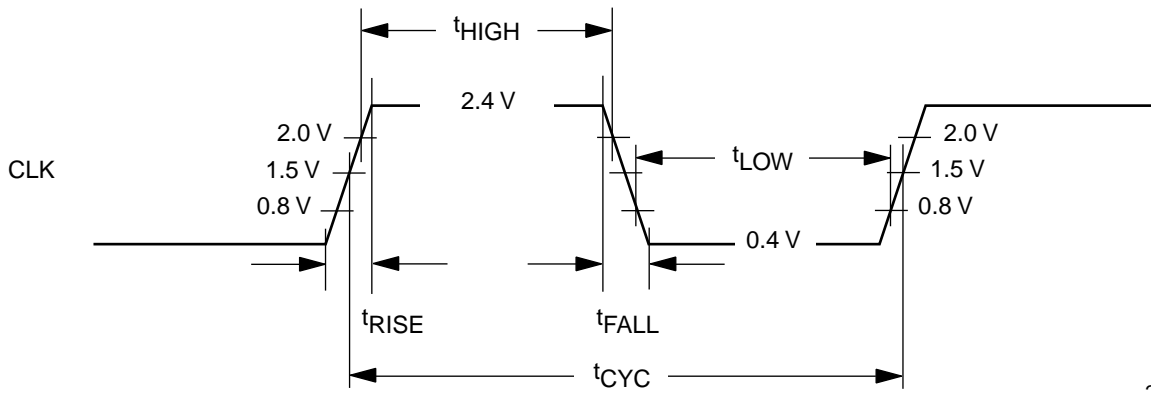 tHIGH
2.4 V
2.0 V
2.0 V
CLK
1.5 V
tLOW
1.5 V
0.8 V
0.8 V
0.4 V
tRISE
tFALL
tCYC